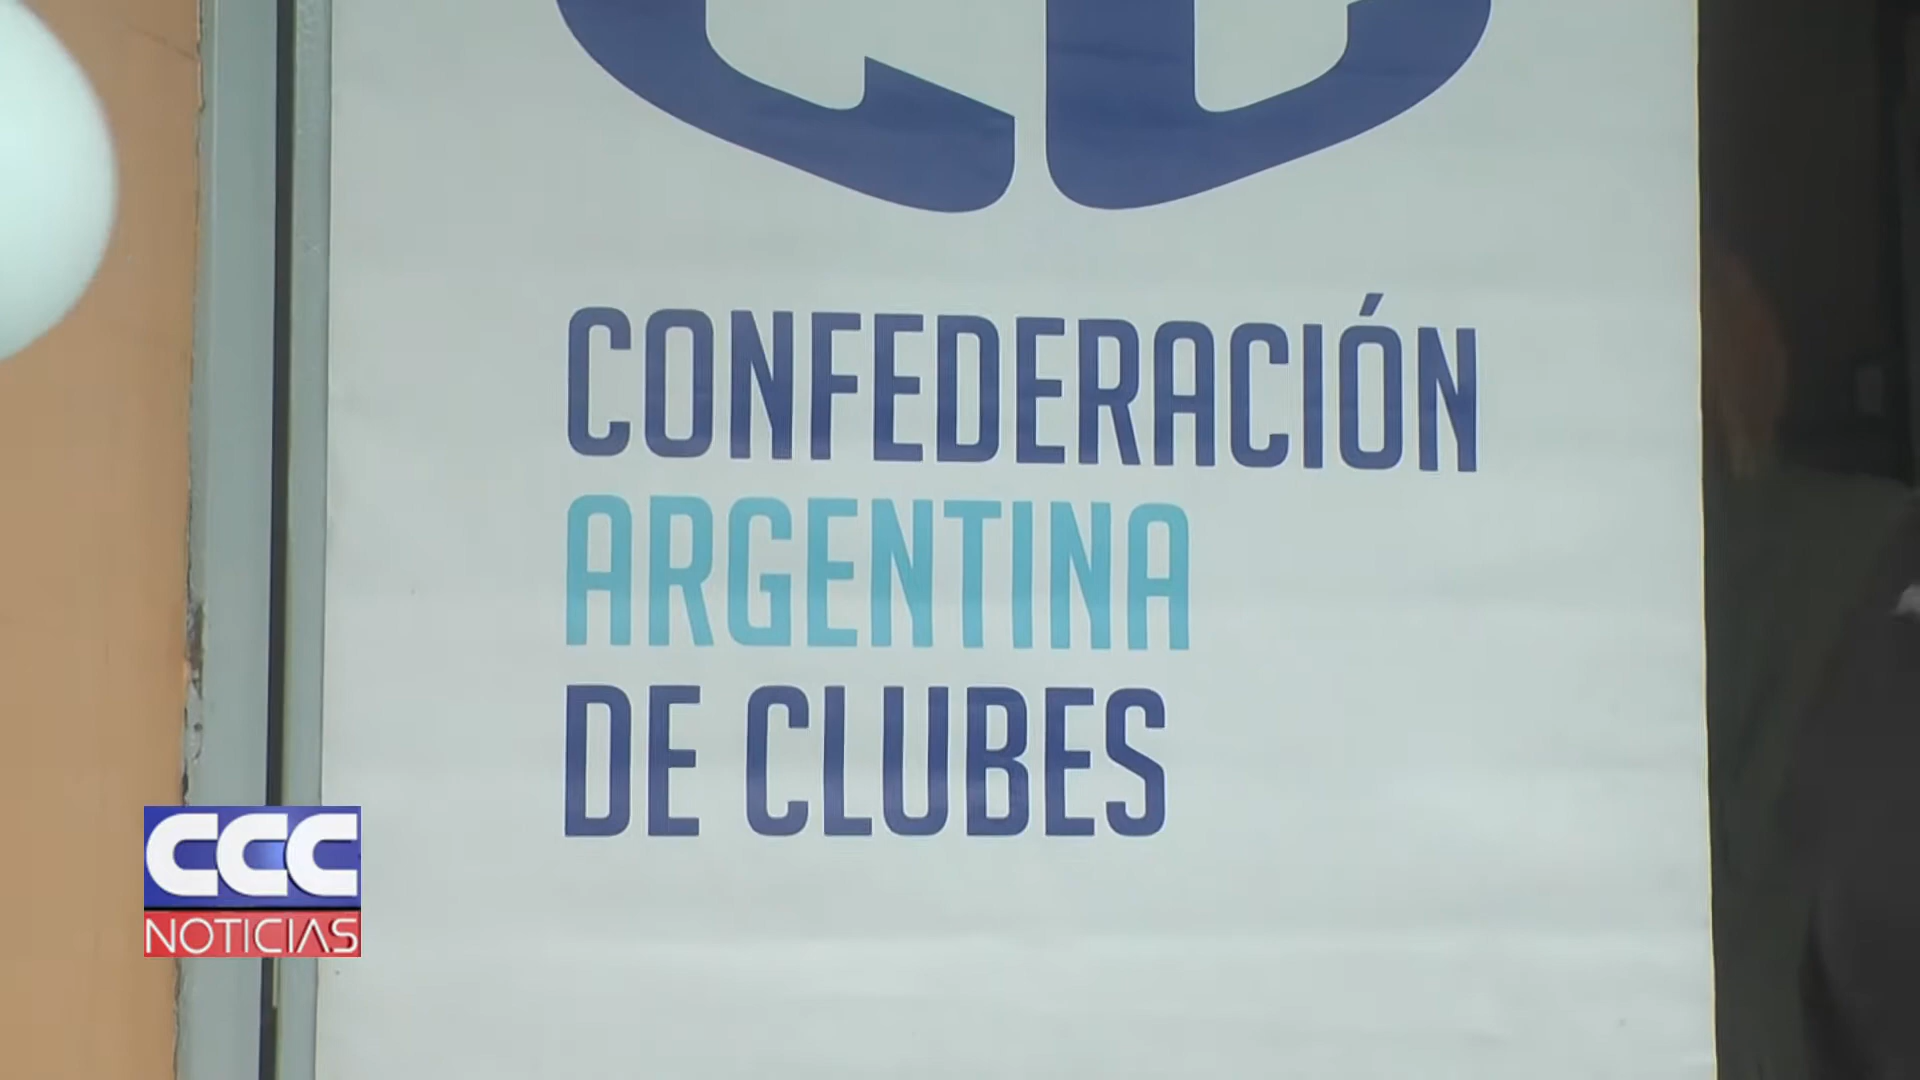 CONFEDERACIÓN
ARGENTINA
DE CLUBES
CCC
NOTICIAS